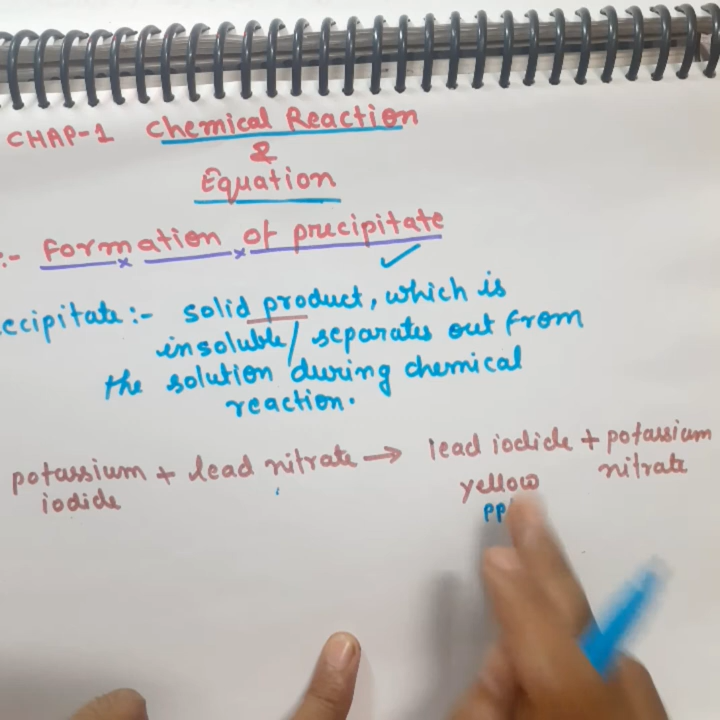 CHAP-1 Chemical Reaction
&
Equation
:- formation of precipitate
ecipitate:- solid product, which is
insoluble/ separates out from
the solution during chemical
reaction.
potassium + lead nitrate → lead iodide + potassium
iodide yellow nitrate
pp